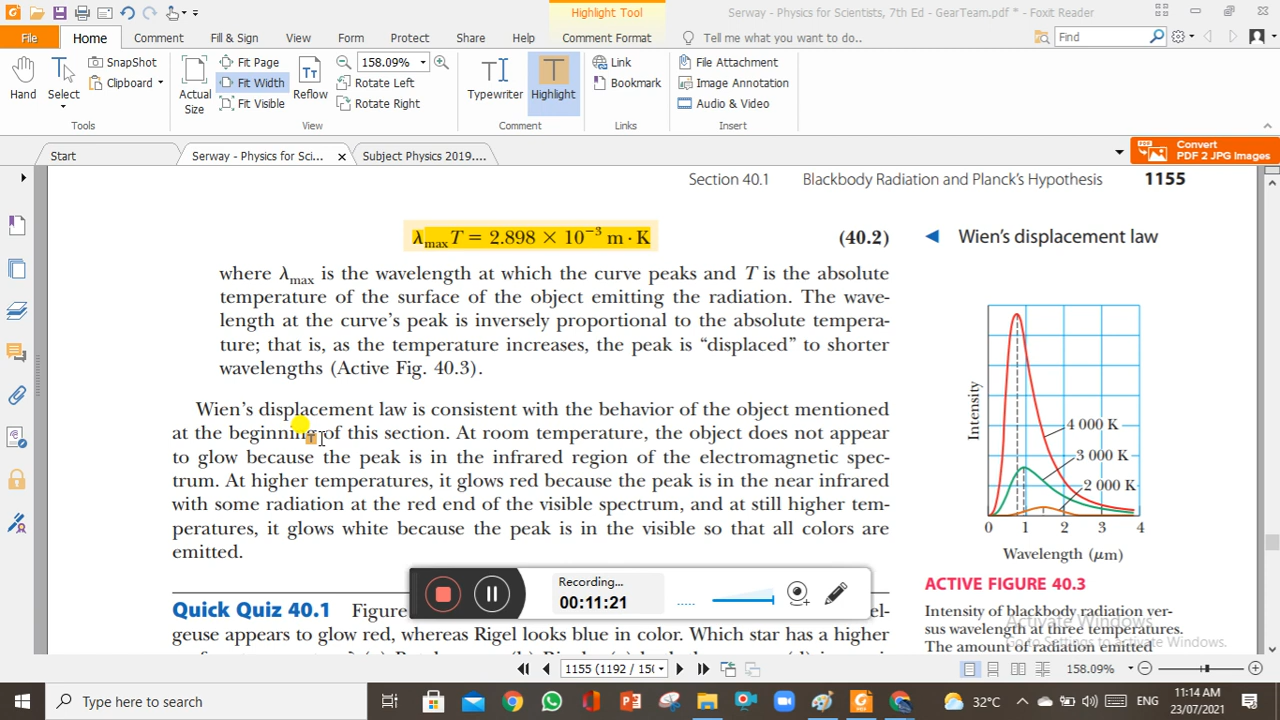 Highlight Tool
Serway - Physics for Scientists, 7th Ed - GearTeam.pdf * - Foxit Reader
File Home Comment Fill & Sign View Form Protect Share Help Comment Format Tell me what you want to do.. Find
Hand
Select
SnapShot
Clipboard
Tools
Actual Size
Fit Page
Fit Width
Fit Visible
Reflow
158.09%
Rotate Left
Rotate Right
View
Typewriter
Highlight
Comment
Link
Bookmark
Links
File Attachment
Image Annotation
Audio & Video
Insert
Start
Serway - Physics for Sci...
Subject Physics 2019....
Convert
PDF 2 JPG Images
Section 40.1 Blackbody Radiation and Planck's Hypothesis 1155
λmaxT = 2.898 × 10−3 m · K (40.2) Wien's displacement law
where λmax is the wavelength at which the curve peaks and T is the absolute
temperature of the surface of the object emitting the radiation. The wave-
length at the curve's peak is inversely proportional to the absolute tempera-
ture; that is, as the temperature increases, the peak is “displaced” to shorter
wavelengths (Active Fig. 40.3).
Wien's displacement law is consistent with the behavior of the object mentioned
at the beginning of this section. At room temperature, the object does not appear
to glow because the peak is in the infrared region of the electromagnetic spec-
trum. At higher temperatures, it glows red because the peak is in the near infrared
with some radiation at the red end of the visible spectrum, and at still higher tem-
peratures, it glows white because the peak is in the visible so that all colors are
emitted.
Intensity
4 000 K
3 000 K
2 000 K
0 1 2 3 4
Wavelength (μm)
ACTIVE FIGURE 40.3
Intensity of blackbody radiation ver-
sus wavelength at three temperatures.
The amount of radiation emitted
Activate Windows
Go to Settings to activate Windows.
Recording...
00:11:21
Quick Quiz 40.1 Figure
geuse appears to glow red, whereas Rigel looks blue in color. Which star has a higher
1155 (1192 / 150
158.09%
Type here to search
32°C
ENG
11:14 AM
23/07/2021